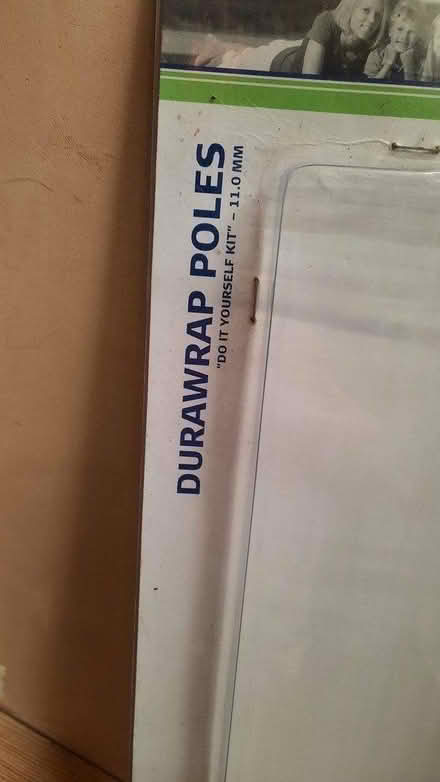 DURAWRAP POLES
"DO IT YOURSELF KIT" – 11.0 MM